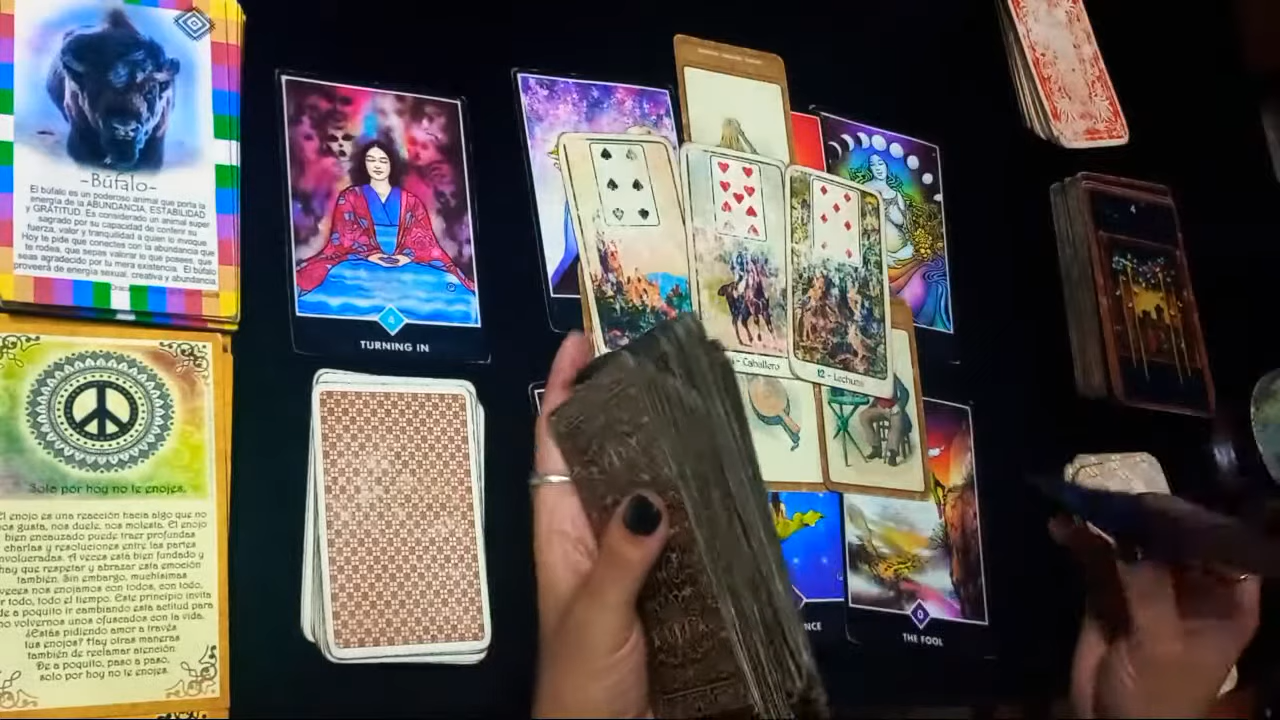 -Búfalo-
El búfalo es un poderoso animal que porta la
energía de la ABUNDANCIA, ESTABILIDAD
y GRATITUD. Es considerado un animal super
sagrado por su capacidad de conferir su
fuerza, valor y tranquilidad a quien lo invoque
Hoy te pide que conectes con la abundancia que
te rodea, que sepas valorar lo que posees, que
seas agradecido por tu mera existencia. El búfalo
proveerá de energía sexual, creativa y abundancia.
Solo por hoy no te enojes.
El enojo es una reacción hacia algo que no
nos gusta, nos duele, nos molesta. El enojo
bien encauzado puede traer profundas
charlas y resoluciones entre las partes
involucradas. A veces está bien fundado y
hay que respetar y abrazar esta emoción
también. Sin embargo, muchísimas
veces nos enojamos con todos, con todo,
por todo, todo el tiempo. Este principio invita
de a poquito ir cambiando esta actitud para
no volvernos unos ofuscados con la vida.
¿Estás pidiendo amor a través
tus enojos? Hay otras maneras
también de reclamar atención.
De a poquito, paso a paso,
solo por hoy no te enojes.
4
TURNING IN
- Caballero
12 - Lechuza
4
NCE
0
THE FOOL